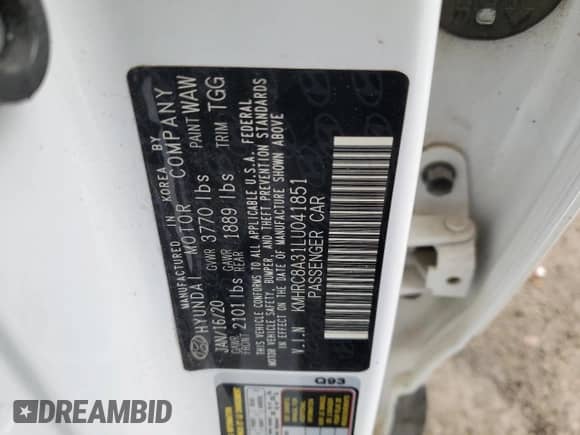 MANUFACTURED IN KOREA BY
HYUNDAI MOTOR COMPANY
JAN/16/20 GVWR 3770 lbs PAINT WAW
GAWR FRONT 2101 lbs GAWR REAR 1889 lbs TRIM TGG
THIS VEHICLE CONFORMS TO ALL APPLICABLE U.S.A. FEDERAL
MOTOR VEHICLE SAFETY, BUMPER, AND THEFT PREVENTION STANDARDS
IN EFFECT ON THE DATE OF MANUFACTURE SHOWN ABOVE
V.I.N KMHRC8A31LU041851
PASSENGER CAR
Q93
DREAMBID